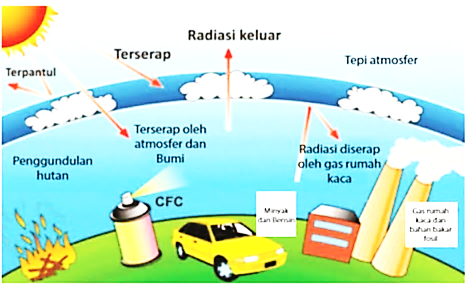 Radiasi keluar
Terserap
Tepi atmosfer
Terpantul
Terserap oleh
atmosfer dan
Bumi
Radiasi diserap
oleh gas rumah
kaca
Penggundulan
hutan
CFC
Minyak
dan Bensin
Gas rumah
kaca dan
bahan bakar
fosil